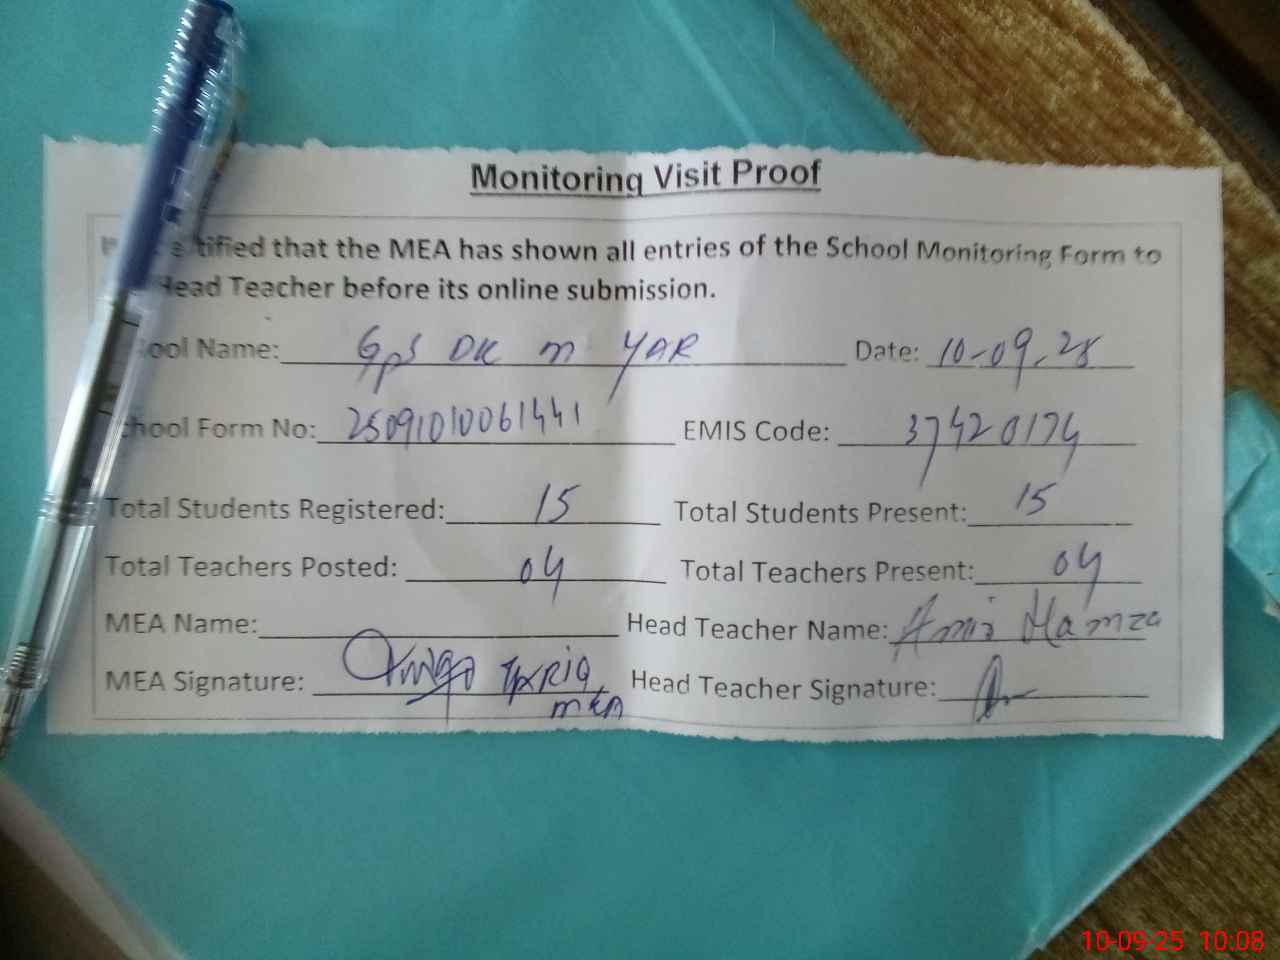 Monitoring Visit Proof
tified that the MEA has shown all entries of the School Monitoring Form to
Head Teacher before its online submission.
ool Name: GPS DK M YAR Date: 10-09-25
chool Form No: 25091010061441 EMIS Code: 37420174
Total Students Registered: 15 Total Students Present: 15
Total Teachers Posted: 04 Total Teachers Present: 04
MEA Name: Head Teacher Name: Hamza
MEA Signature: MEA Head Teacher Signature:
10-09-25 10:08